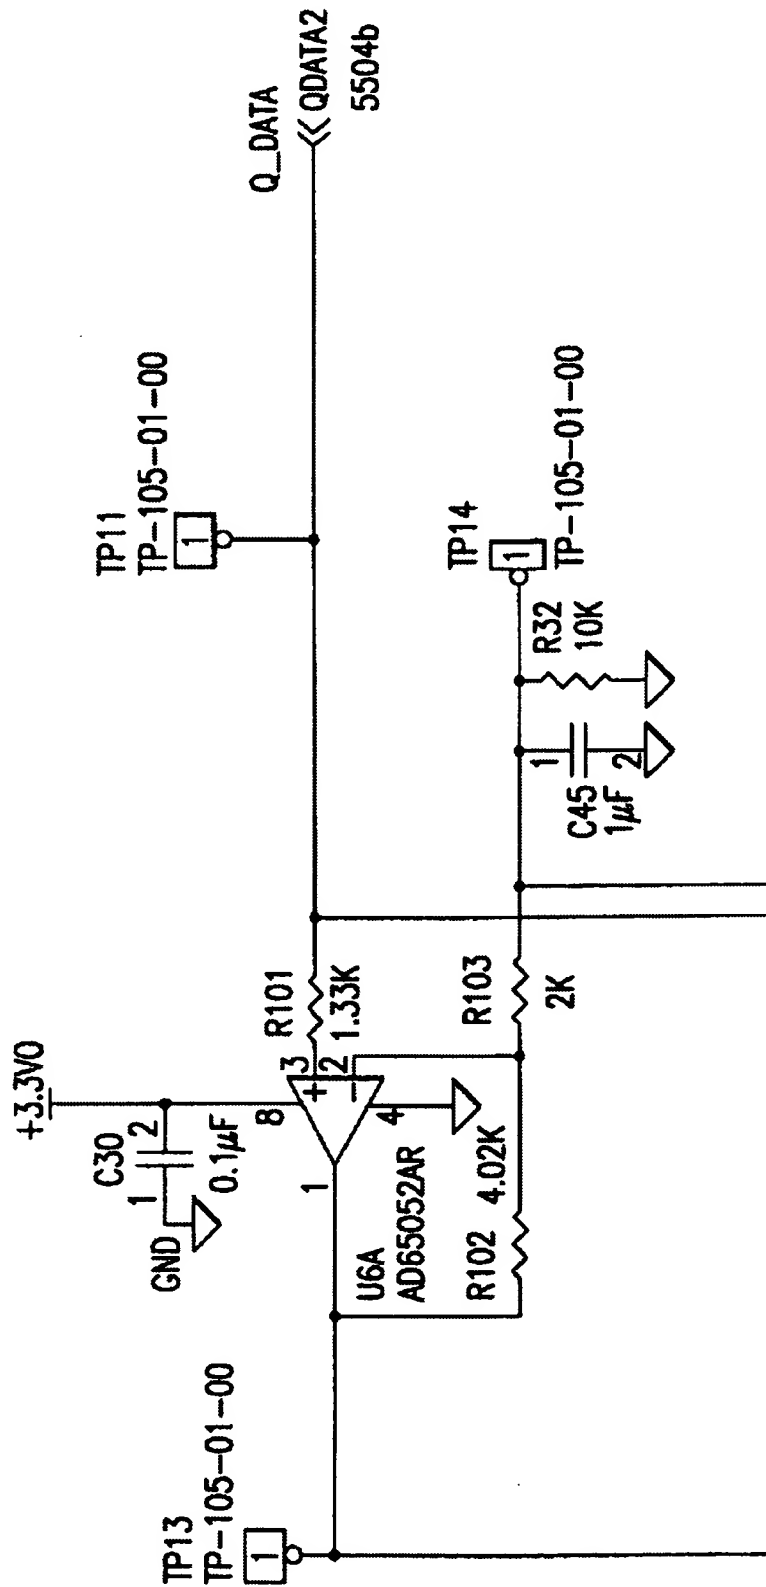 Q_DATA
QDATA2
5504b
TP11
TP-105-01-00
1
TP14
1
TP-105-01-00
R32
10K
1
2
C45
1µF
R101
1.33K
R103
2K
+3.3VO
C30
2
1
0.1µF
GND
8
3
2
+
-
4
1
U6A
AD65052AR
R102
4.02K
TP13
TP-105-01-00
1